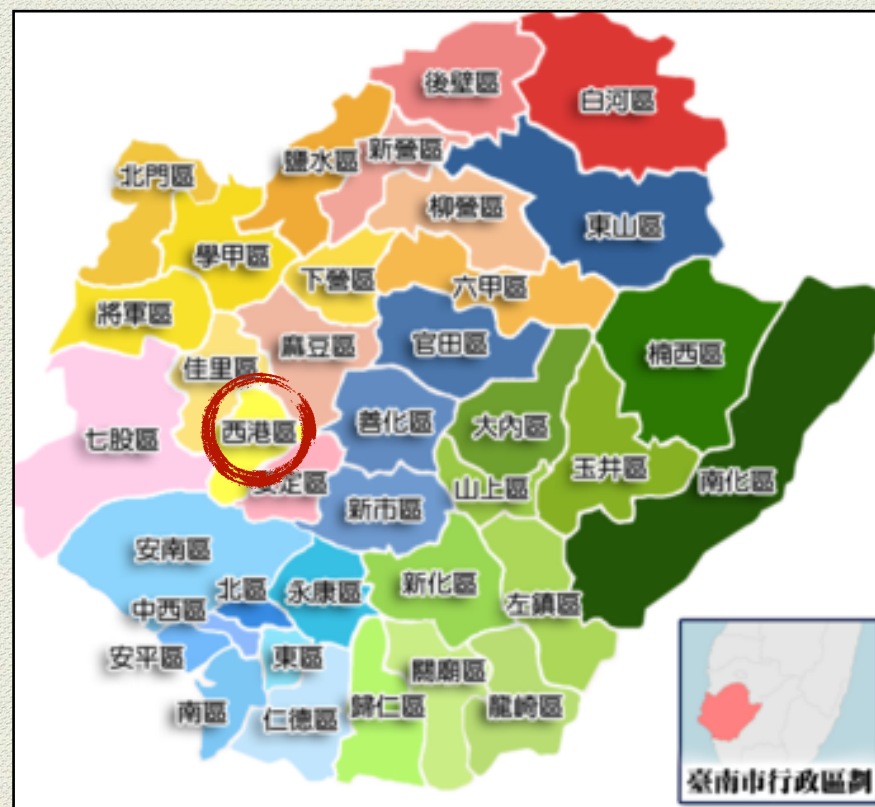 後壁區
白河區
新營區
鹽水區
北門區
柳營區
東山區
學甲區
下營區
六甲區
將軍區
麻豆區
官田區
楠西區
佳里區
西港區
善化區
大內區
七股區
玉井區
南化區
安定區
山上區
新市區
安南區
北區
永康區
新化區
左鎮區
中西區
安平區
東區
關廟區
南區
仁德區
歸仁區
龍崎區
臺南市行政區劃